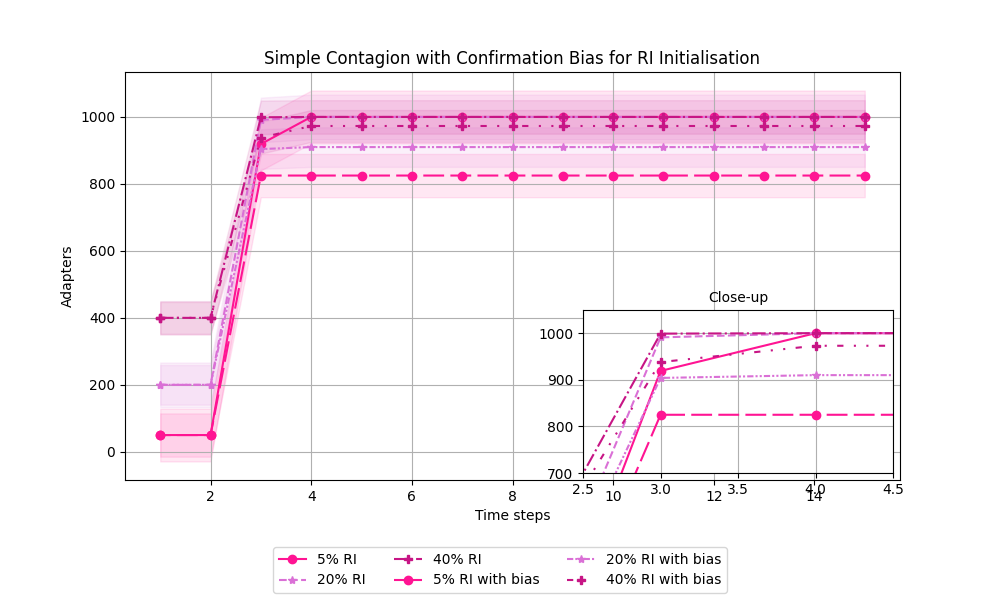 Simple Contagion with Confirmation Bias for RI Initialisation
Adapters
1000
800
600
400
200
0
Close-up
1000
900
800
700
2.5 3.0 3.5 4.0 4.5
2 4 6 8 10 12 14
Time steps
5% RI 40% RI 20% RI with bias
20% RI 5% RI with bias 40% RI with bias